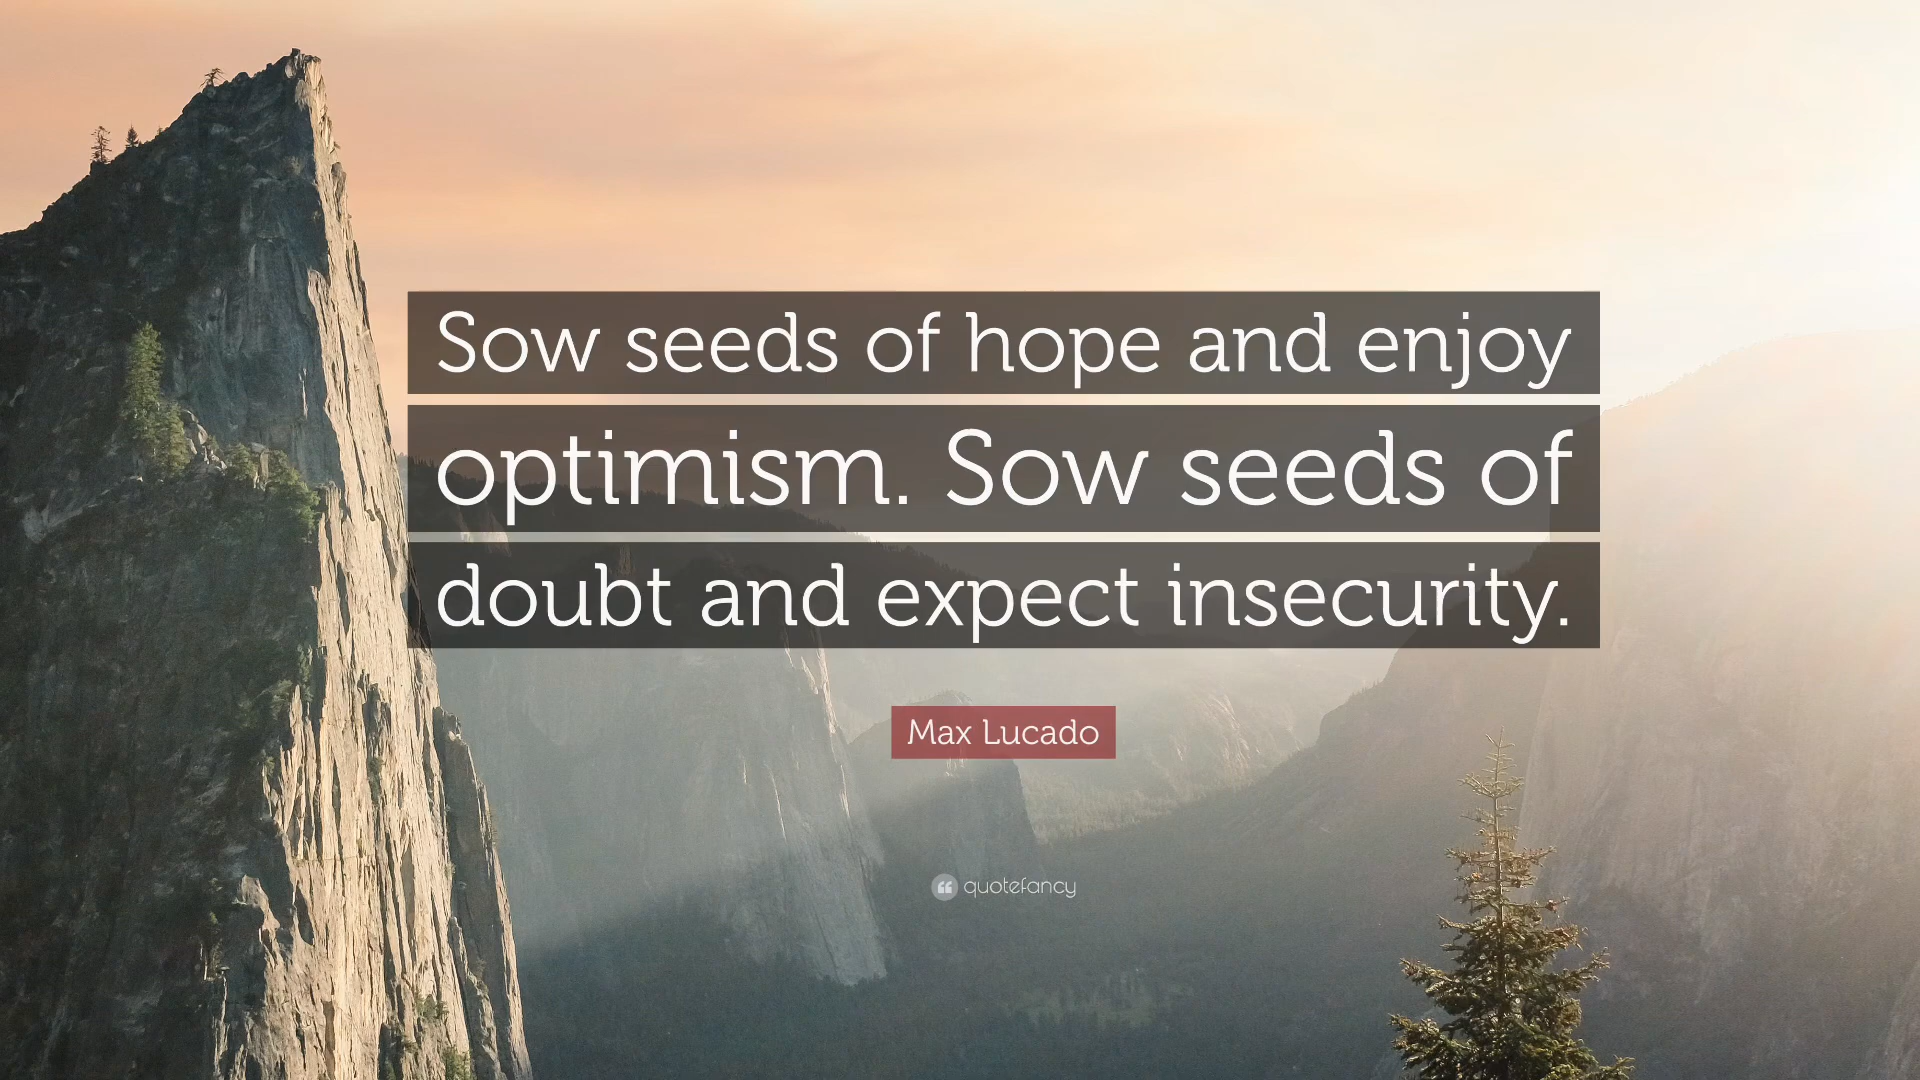 Sow seeds of hope and enjoy
optimism. Sow seeds of
doubt and expect insecurity.
Max Lucado
quotefancy